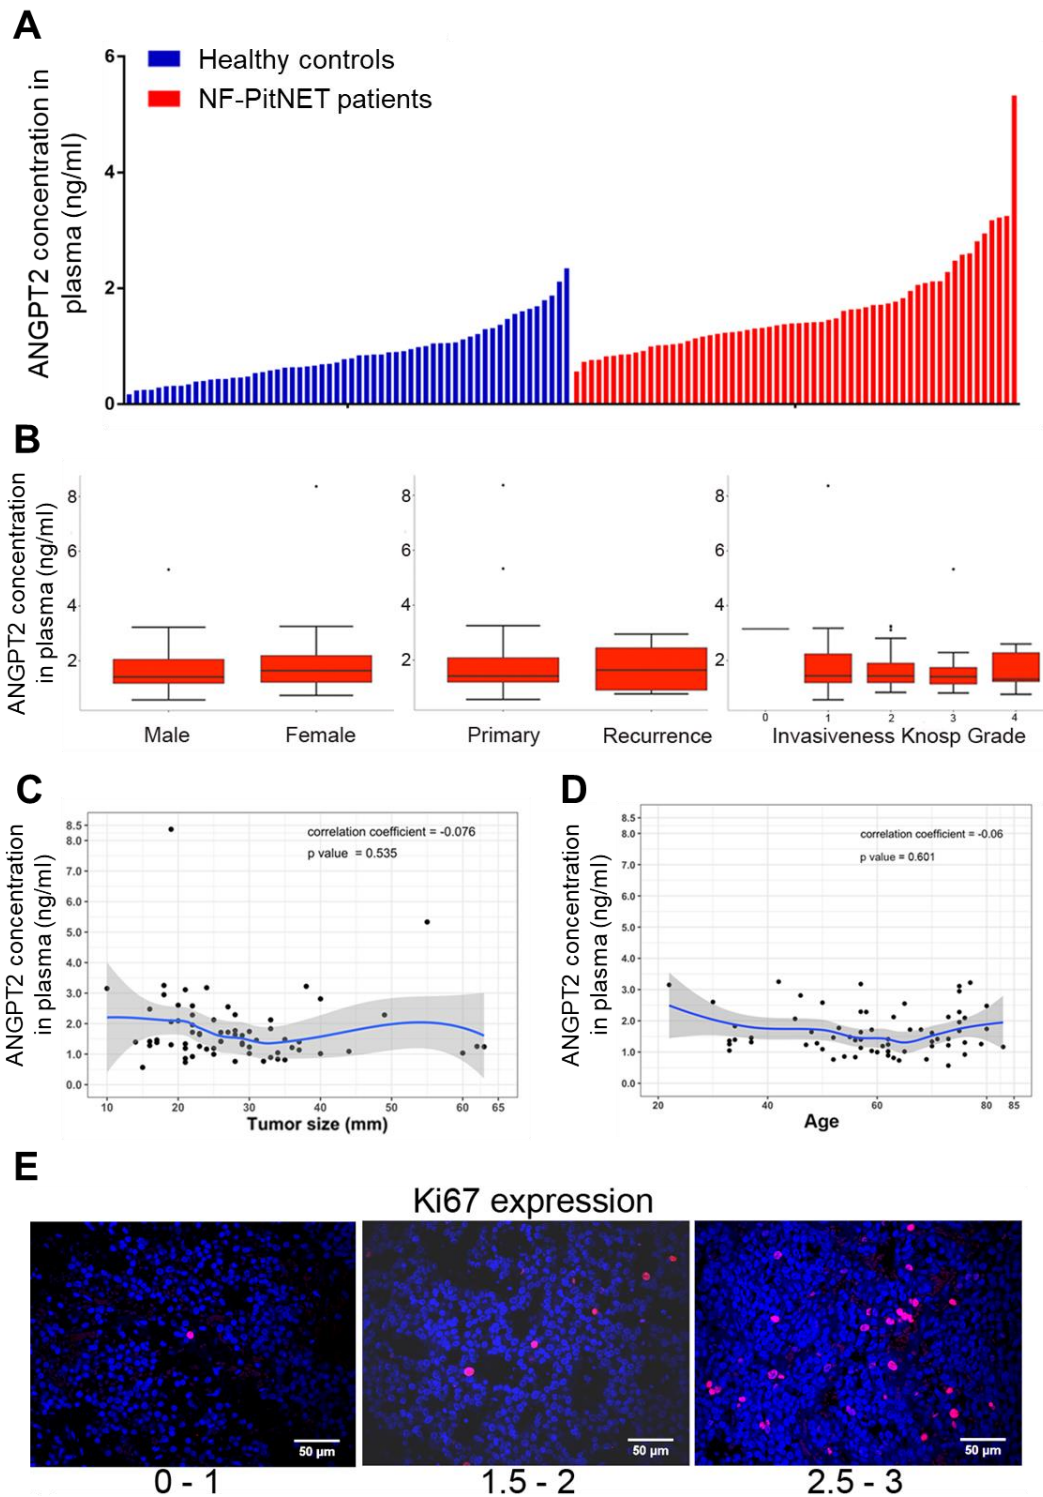 A
ANGPT2 concentration in
plasma (ng/ml)
6
4
2
0
Healthy controls
NF-PitNET patients
B
ANGPT2 concentration
in plasma (ng/ml)
8
6
4
2
Male
Female
8
6
4
2
Primary
Recurrence
8
6
4
2
0
1
2
3
4
Invasiveness Knosp Grade
C
ANGPT2 concentration
in plasma (ng/ml)
8.5
8.0
7.0
6.0
5.0
4.0
3.0
2.0
1.0
0.0
correlation coefficient = -0.076
p value = 0.535
10
20
30
40
50
60
65
Tumor size (mm)
D
ANGPT2 concentration
in plasma (ng/ml)
8.5
8.0
7.0
6.0
5.0
4.0
3.0
2.0
1.0
0.0
correlation coefficient = -0.06
p value = 0.601
20
40
60
80
85
Age
E
Ki67 expression
50 µm
50 µm
50 µm
0 - 1
1.5 - 2
2.5 - 3